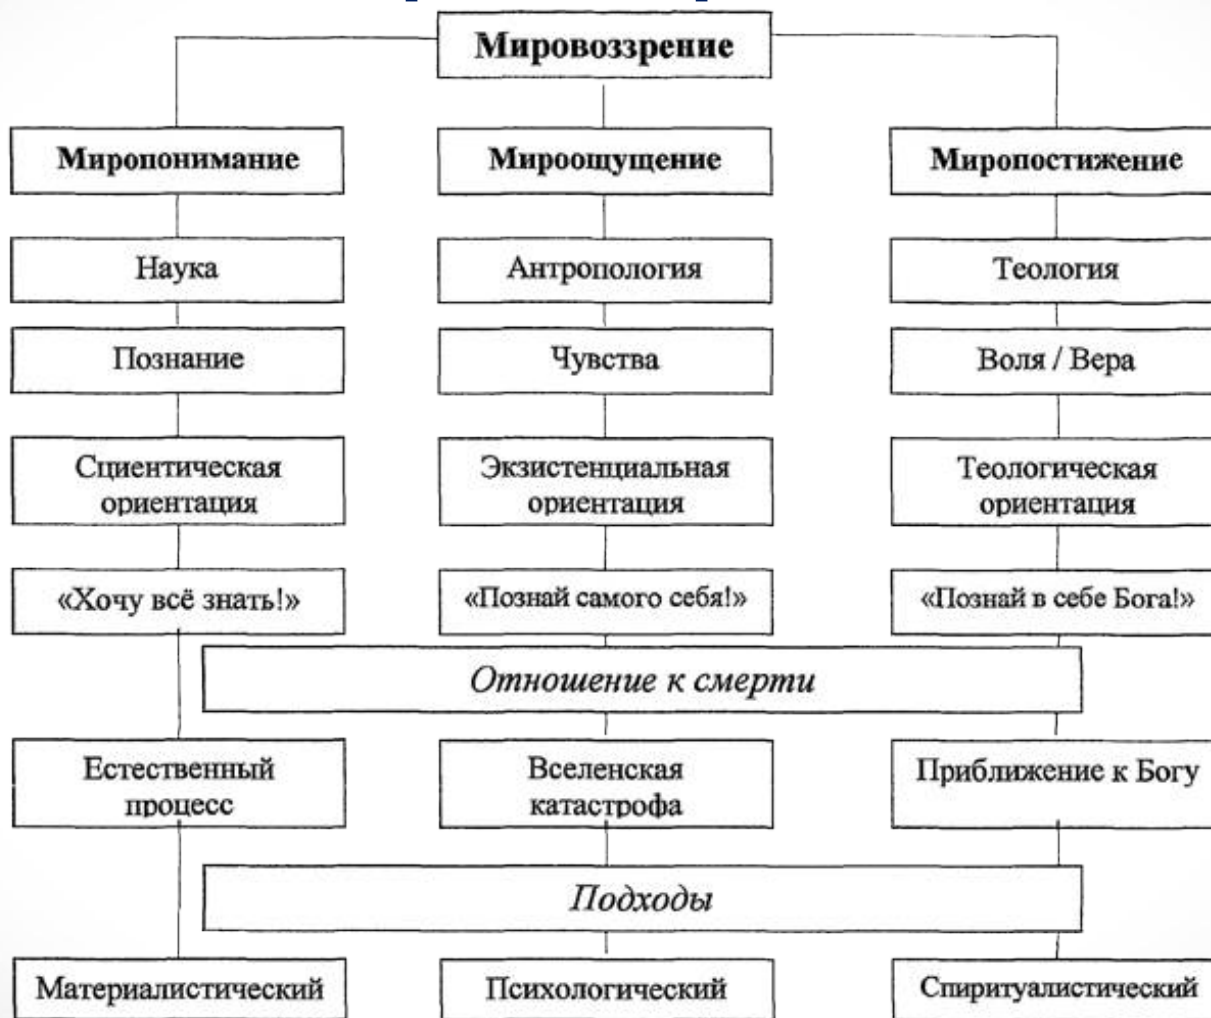 Мировоззрение
Миропонимание
Мироощущение
Миропостижение
Наука
Антропология
Теология
Познание
Чувства
Воля / Вера
Сциентическая
ориентация
Экзистенциальная
ориентация
Теологическая
ориентация
«Хочу всё знать!»
«Познай самого себя!»
«Познай в себе Бога!»
Отношение к смерти
Естественный
процесс
Вселенская
катастрофа
Приближение к Богу
Подходы
Материалистический
Психологический
Спиритуалистический